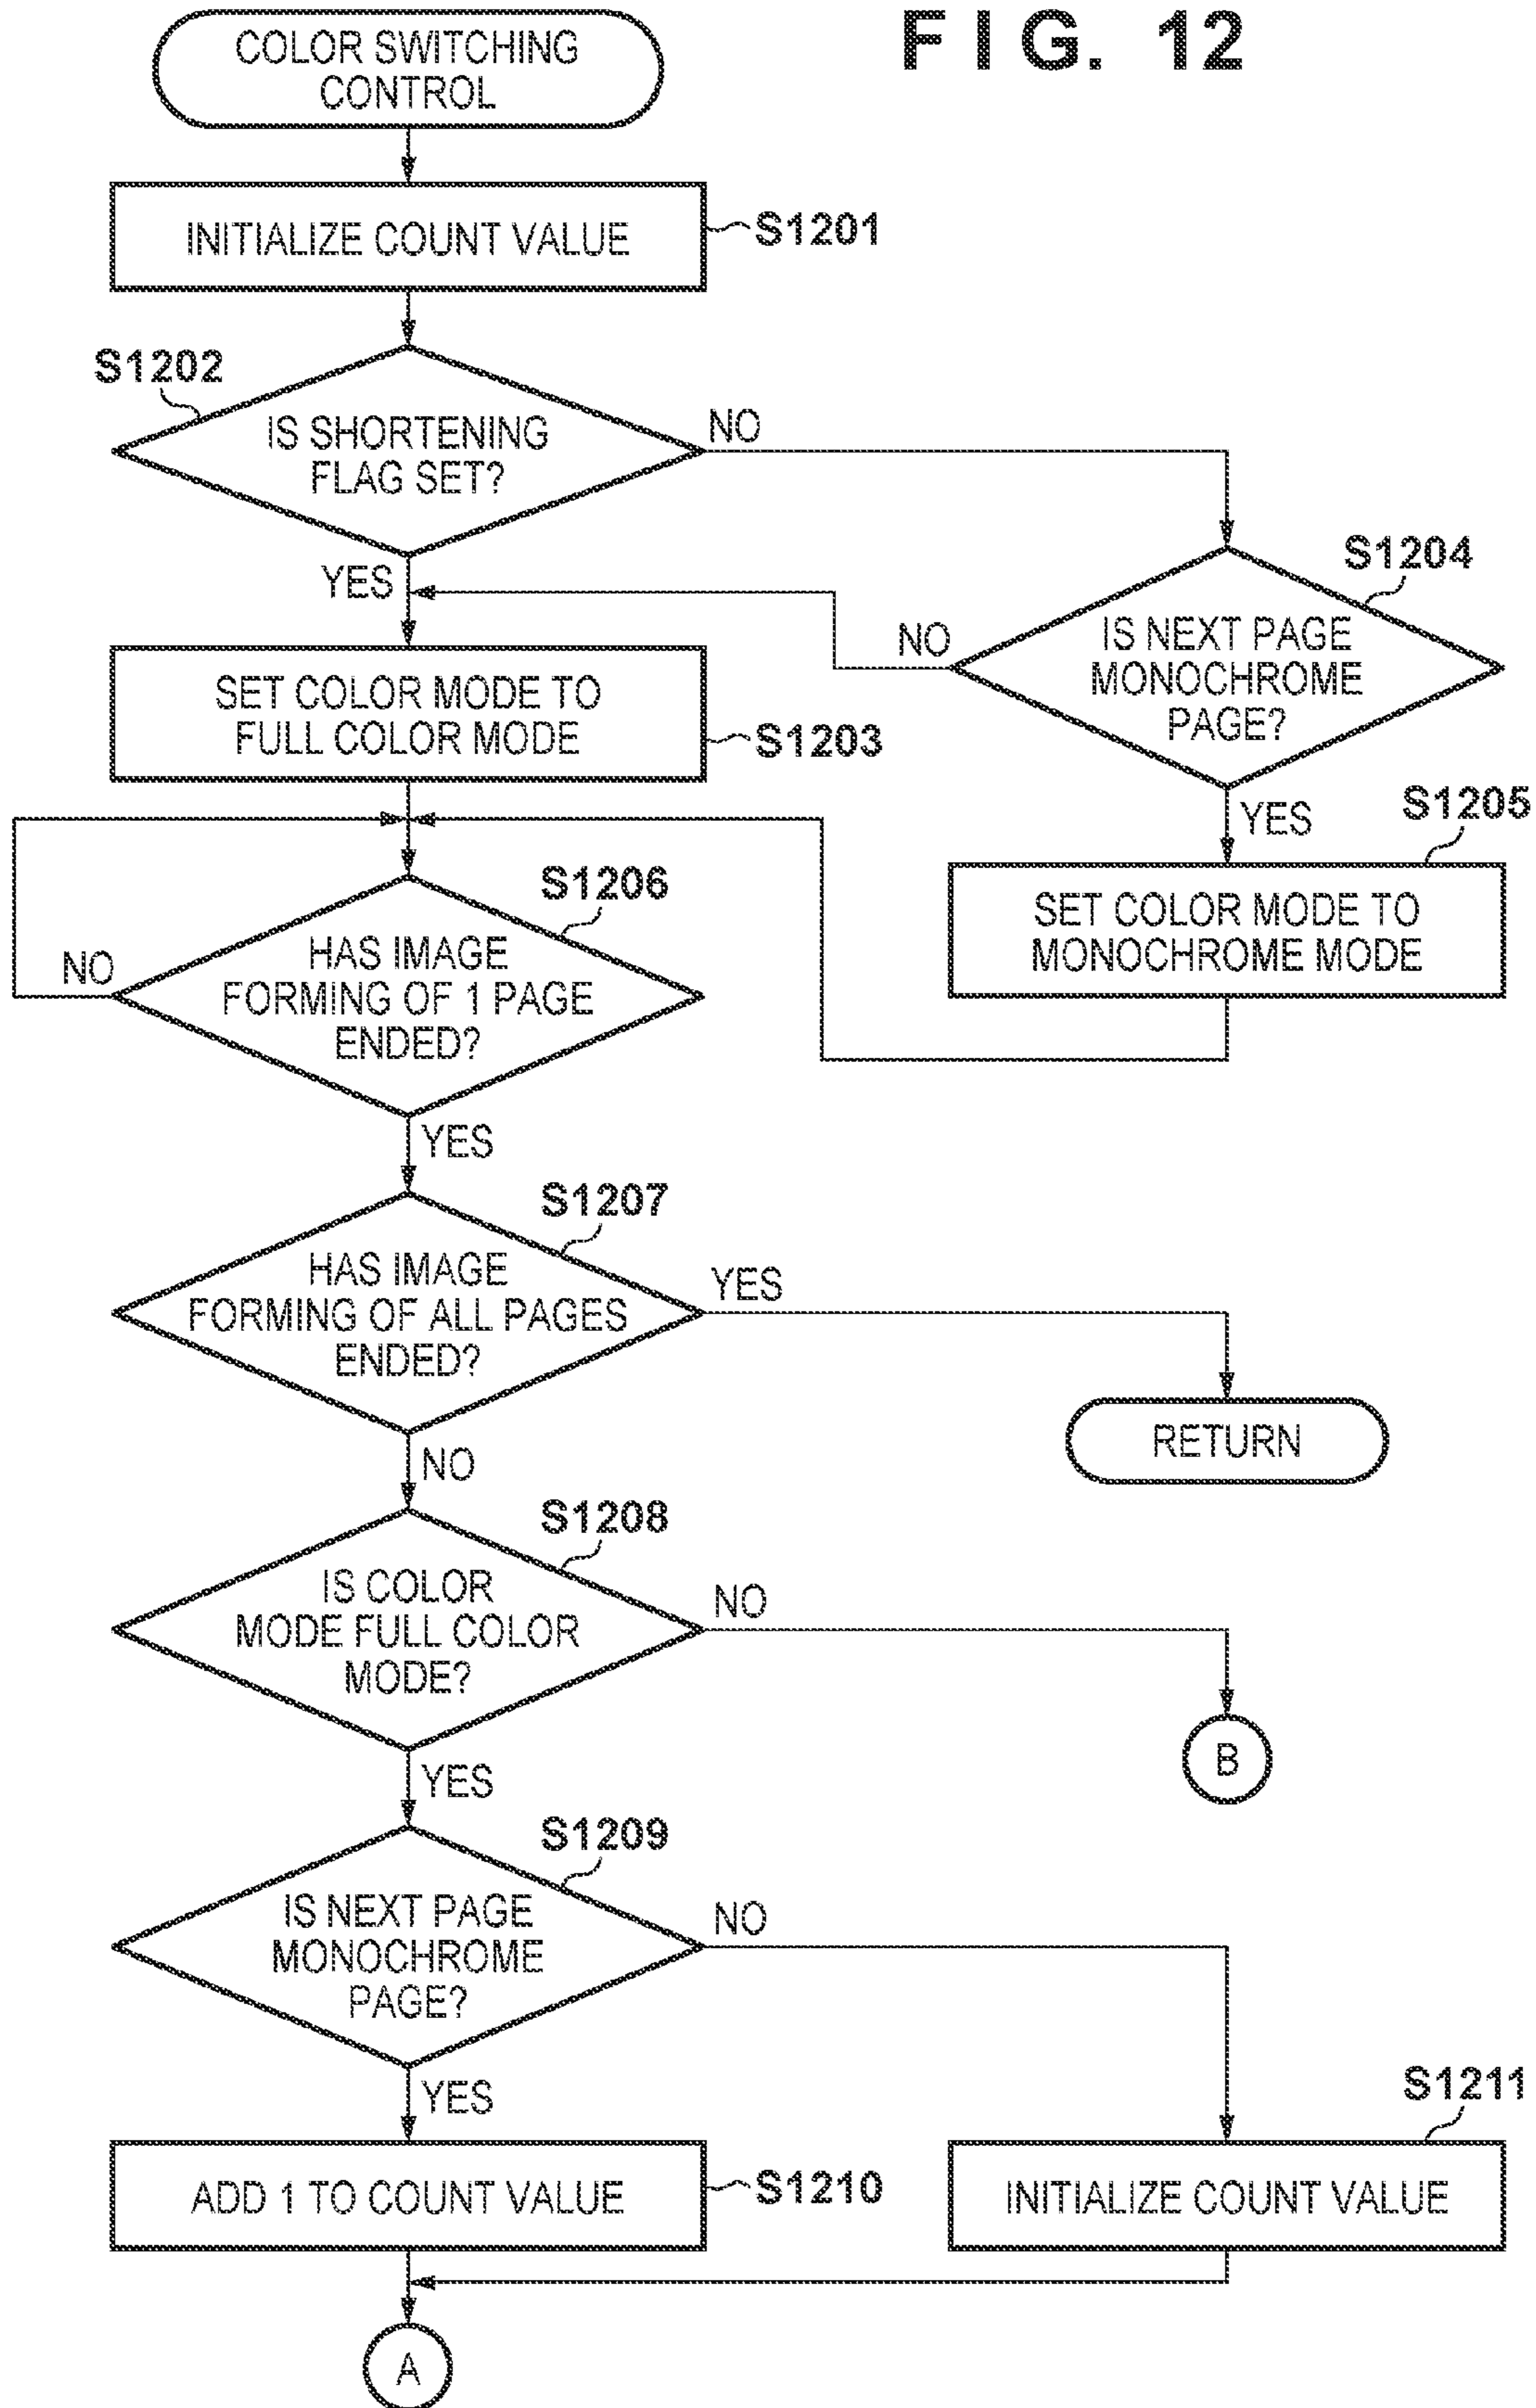 FIG. 12
COLOR SWITCHING
CONTROL
INITIALIZE COUNT VALUE
S1201
S1202
IS SHORTENING
FLAG SET?
NO
YES
S1204
IS NEXT PAGE
MONOCHROME
PAGE?
NO
YES
SET COLOR MODE TO
FULL COLOR MODE
S1203
S1205
SET COLOR MODE TO
MONOCHROME MODE
S1206
HAS IMAGE
FORMING OF 1 PAGE
ENDED?
NO
YES
S1207
HAS IMAGE
FORMING OF ALL PAGES
ENDED?
YES
RETURN
NO
S1208
IS COLOR
MODE FULL COLOR
MODE?
NO
B
YES
S1209
IS NEXT PAGE
MONOCHROME
PAGE?
NO
YES
S1211
ADD 1 TO COUNT VALUE
S1210
INITIALIZE COUNT VALUE
A